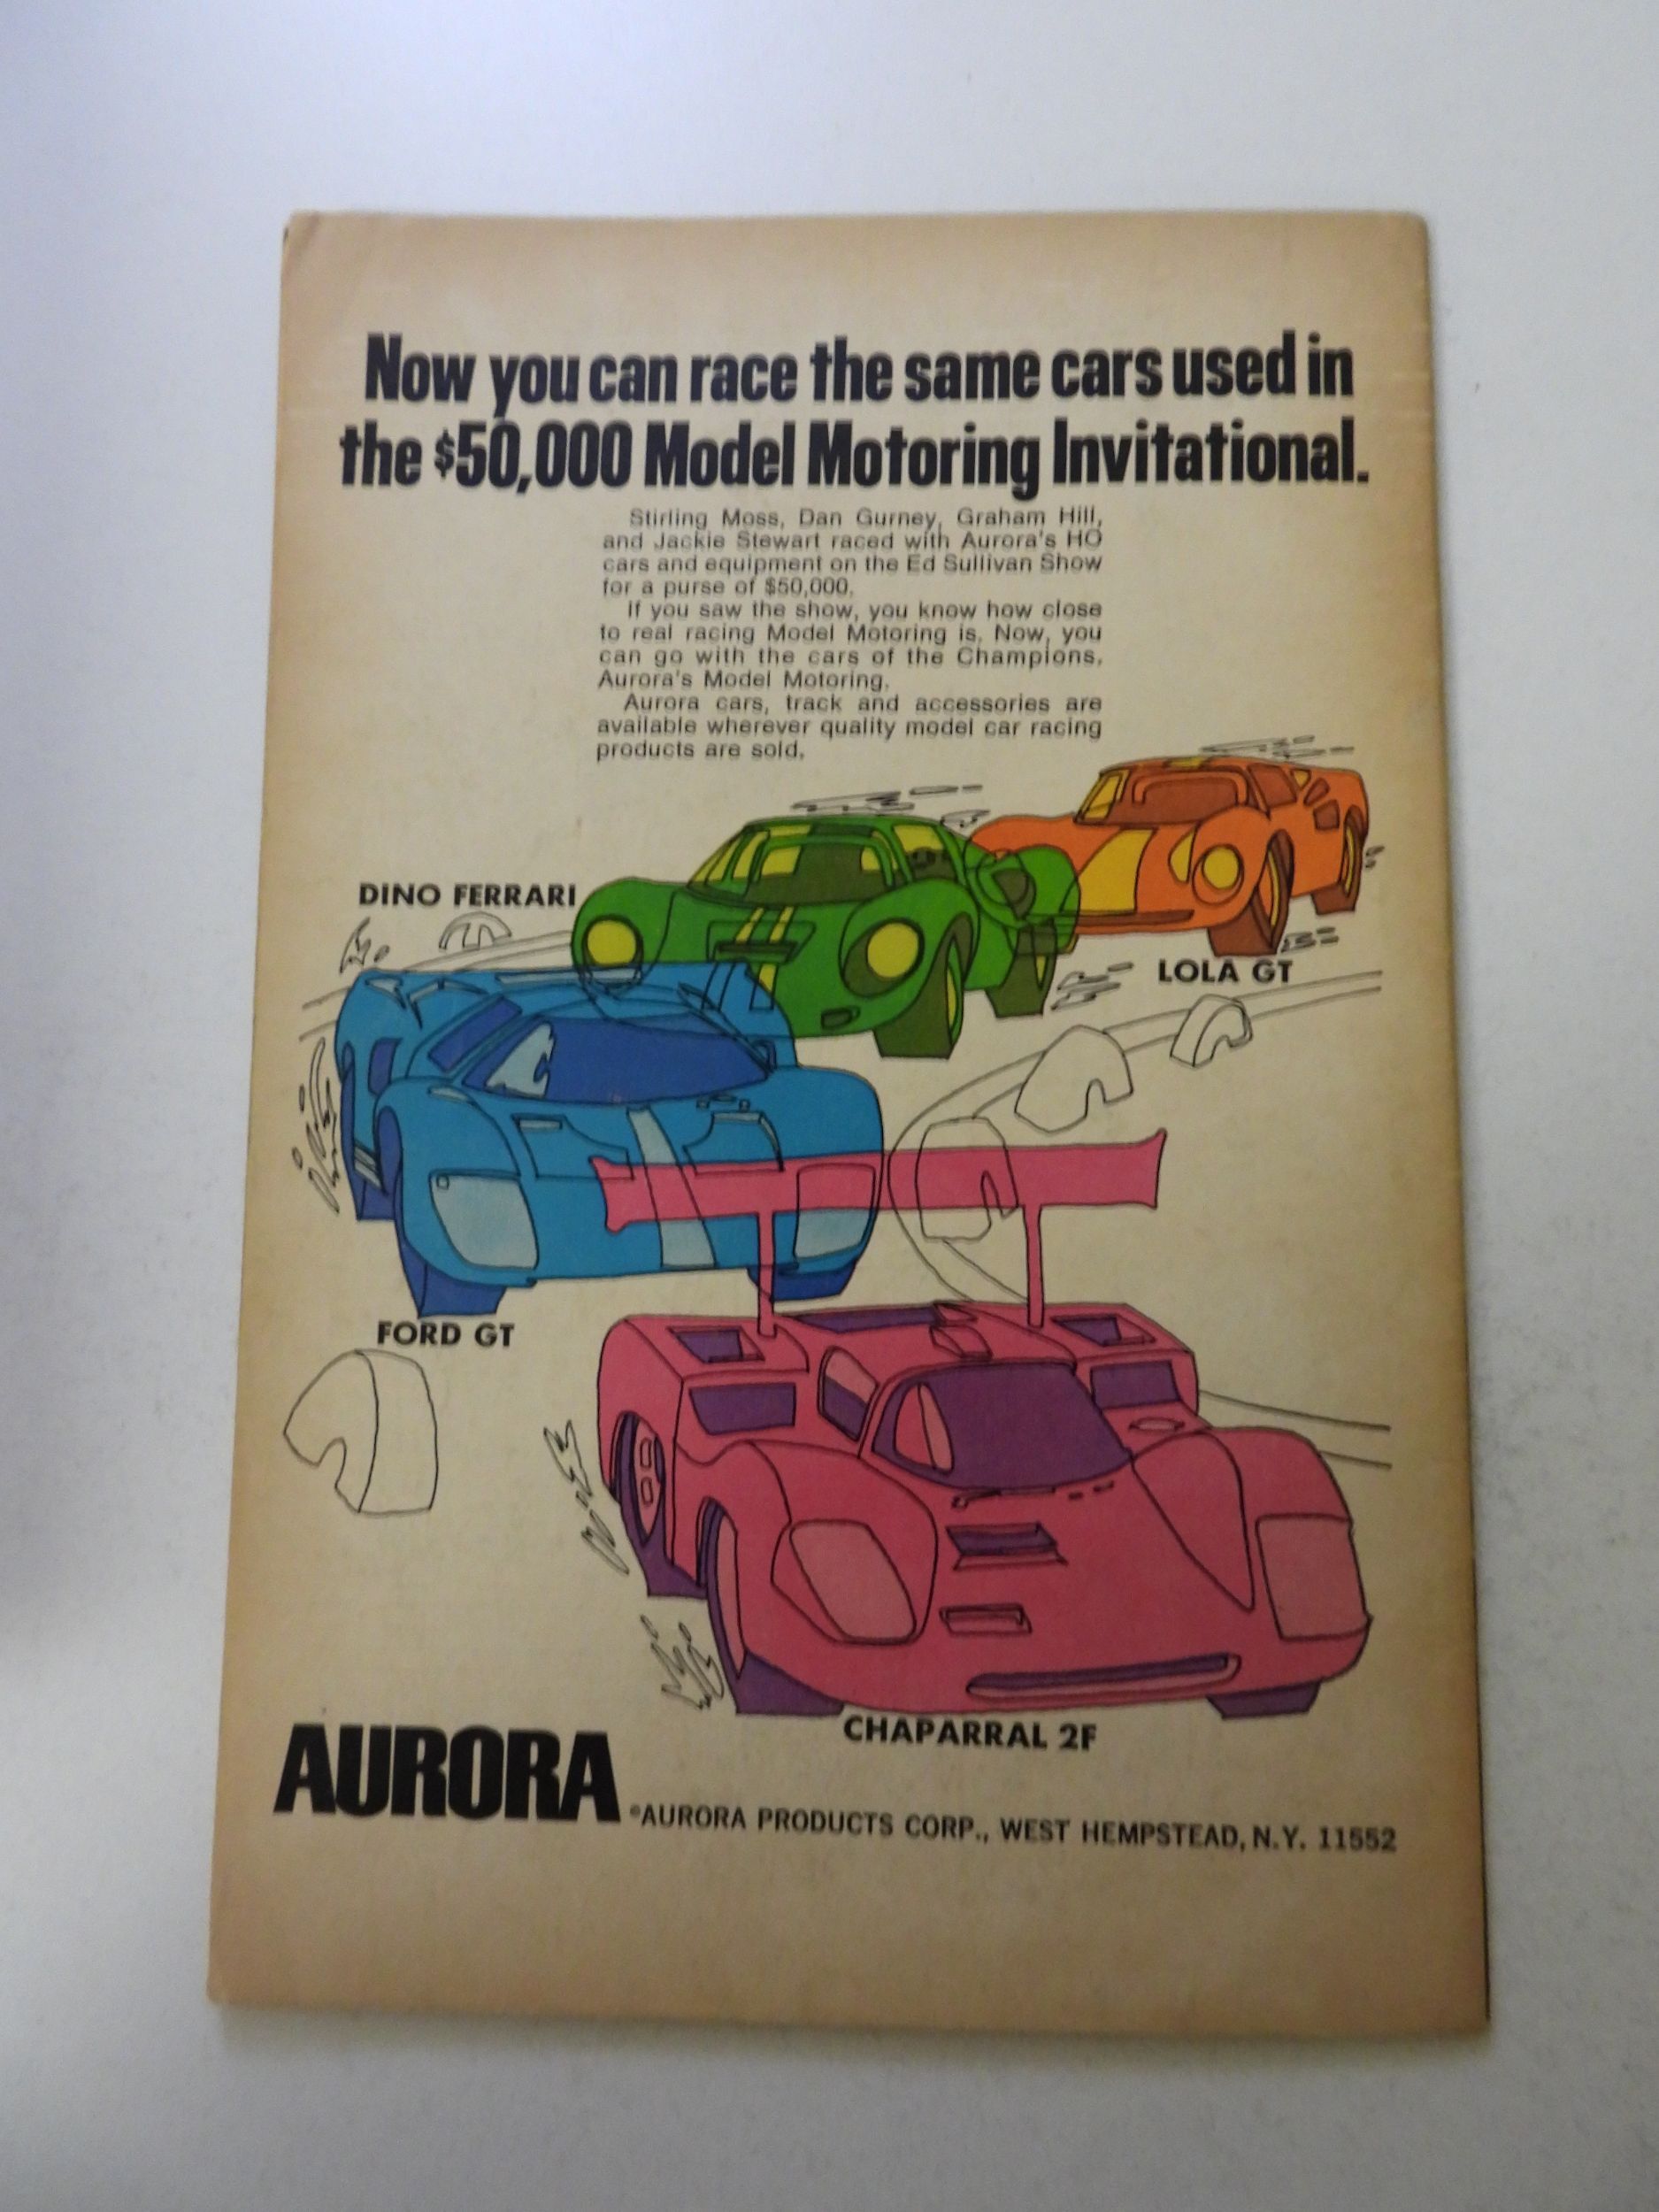 Now you can race the same cars used in
the $50,000 Model Motoring Invitational.
Stirling Moss, Dan Gurney, Graham Hill,
and Jackie Stewart raced with Aurora's HO
cars and equipment on the Ed Sullivan Show
for a purse of $50,000.
If you saw the show, you know how close
to real racing Model Motoring is. Now, you
can go with the cars of the Champions,
Aurora's Model Motoring.
Aurora cars, track and accessories are
available wherever quality model car racing
products are sold.
DINO FERRARI
LOLA GT
FORD GT
CHAPARRAL 2F
AURORA
©AURORA PRODUCTS CORP., WEST HEMPSTEAD, N.Y. 11552